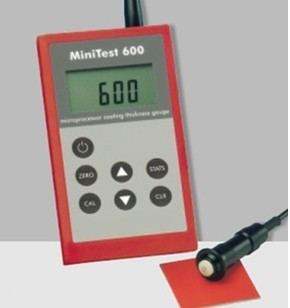 MiniTest 600
600
microprocessor coating thickness gauge
ZERO
STATS
CAL
CLR